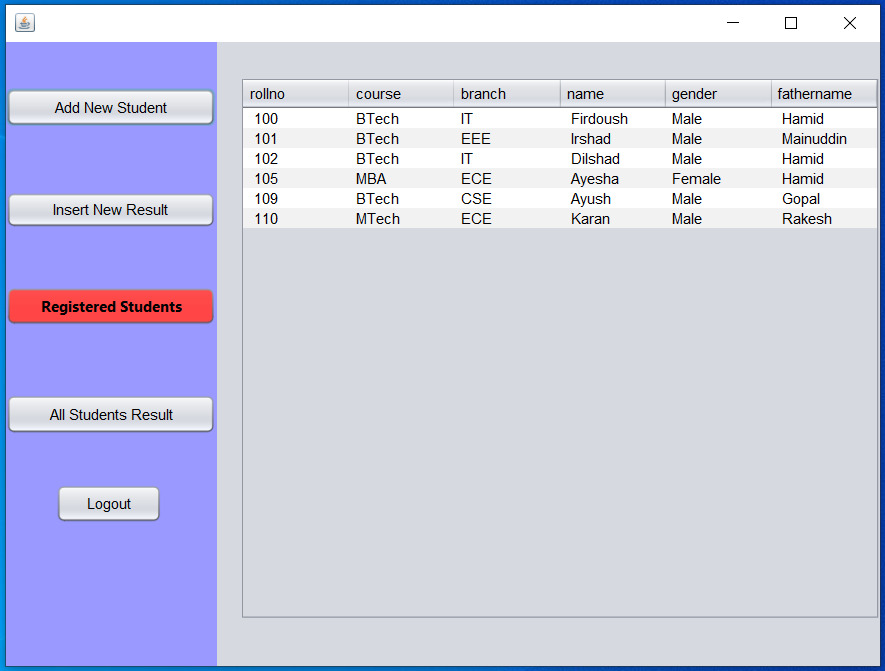 Add New Student
Insert New Result
Registered Students
All Students Result
Logout
rollno course branch name gender fathername
100 BTech IT Firdoush Male Hamid
101 BTech EEE Irshad Male Mainuddin
102 BTech IT Dilshad Male Hamid
105 MBA ECE Ayesha Female Hamid
109 BTech CSE Ayush Male Gopal
110 MTech ECE Karan Male Rakesh